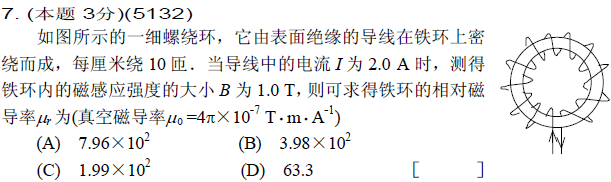 7. (本题 3分)(5132)
如图所示的一细螺绕环，它由表面绝缘的导线在铁环上密
绕而成，每厘米绕 10 匝．当导线中的电流 I 为 2.0 A 时，测得
铁环内的磁感应强度的大小 B 为 1.0 T，则可求得铁环的相对磁
导率μr 为(真空磁导率μ0 =4π×10⁻⁷ T·m·A⁻¹)
(A) 7.96×10² (B) 3.98×10²
(C) 1.99×10² (D) 63.3 [ ]